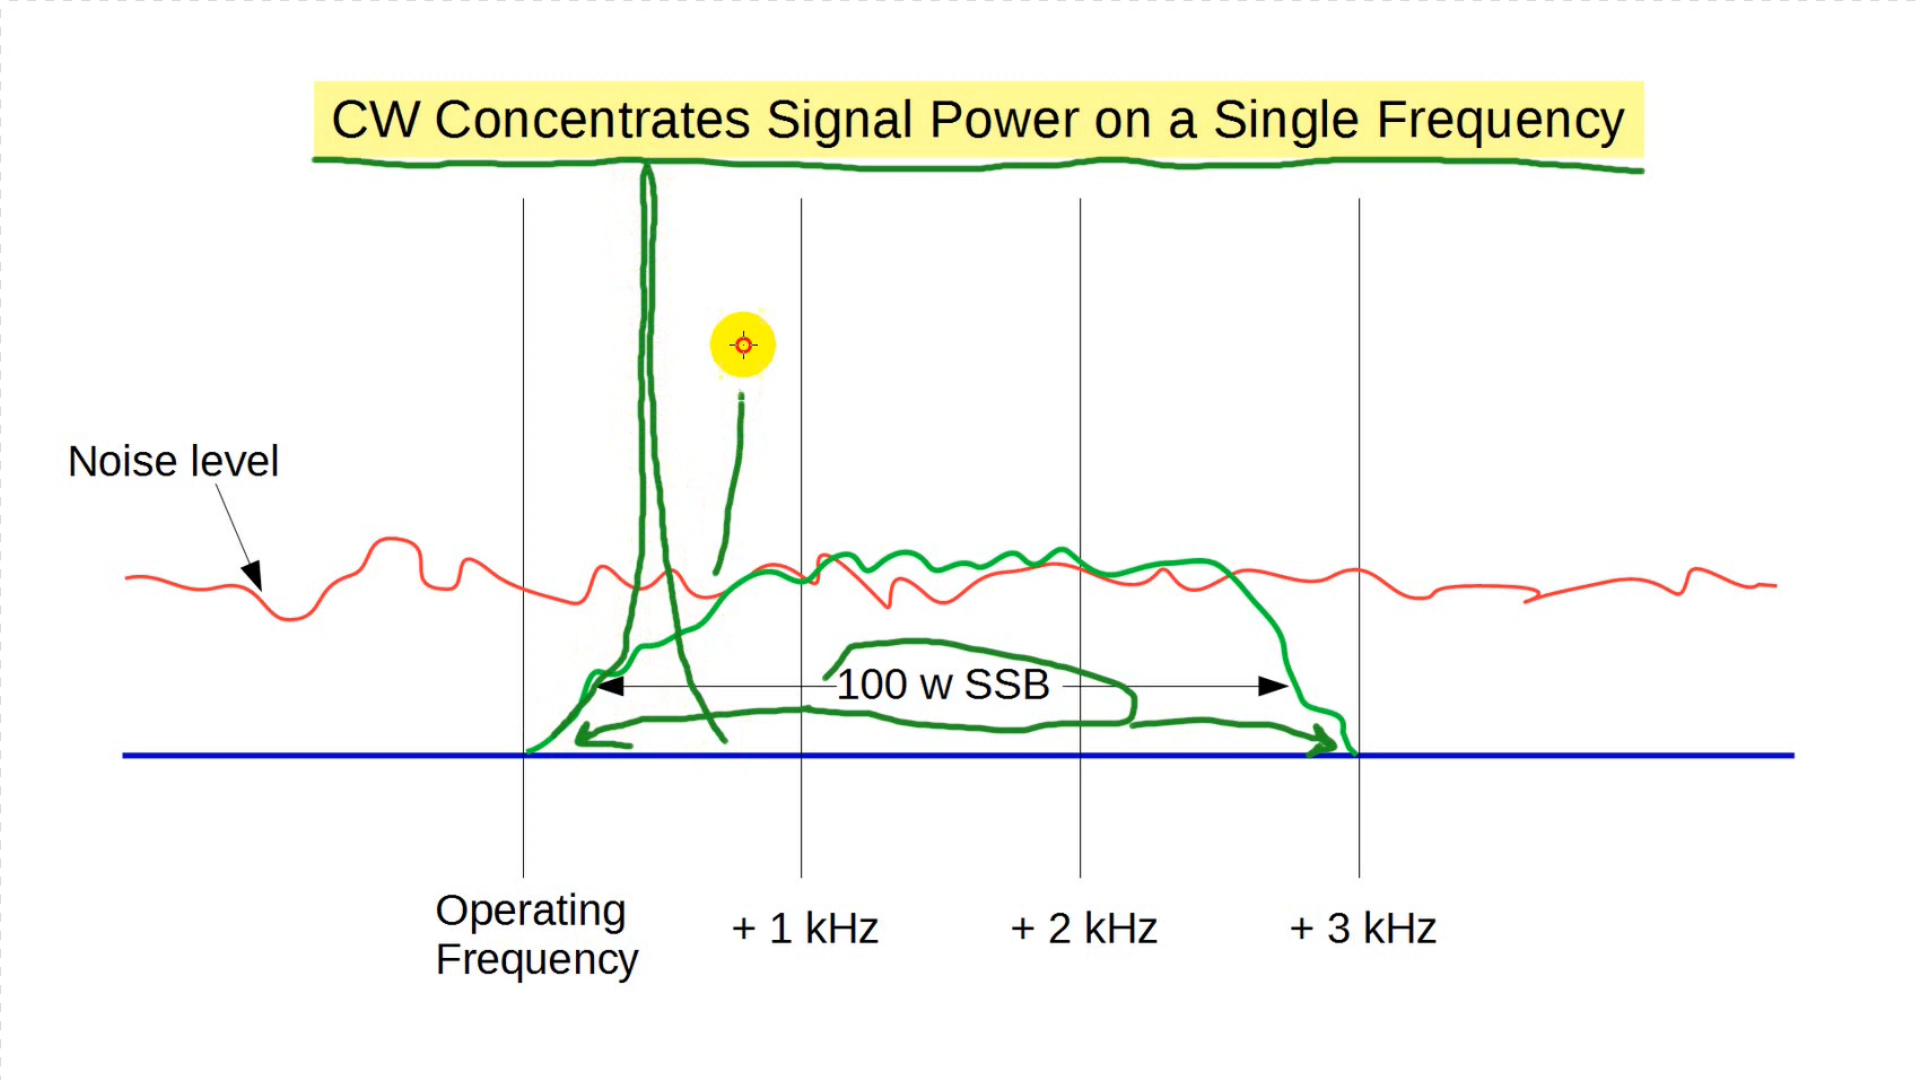 CW Concentrates Signal Power on a Single Frequency
Noise level
100 w SSB
Operating
Frequency
+ 1 kHz
+ 2 kHz
+ 3 kHz